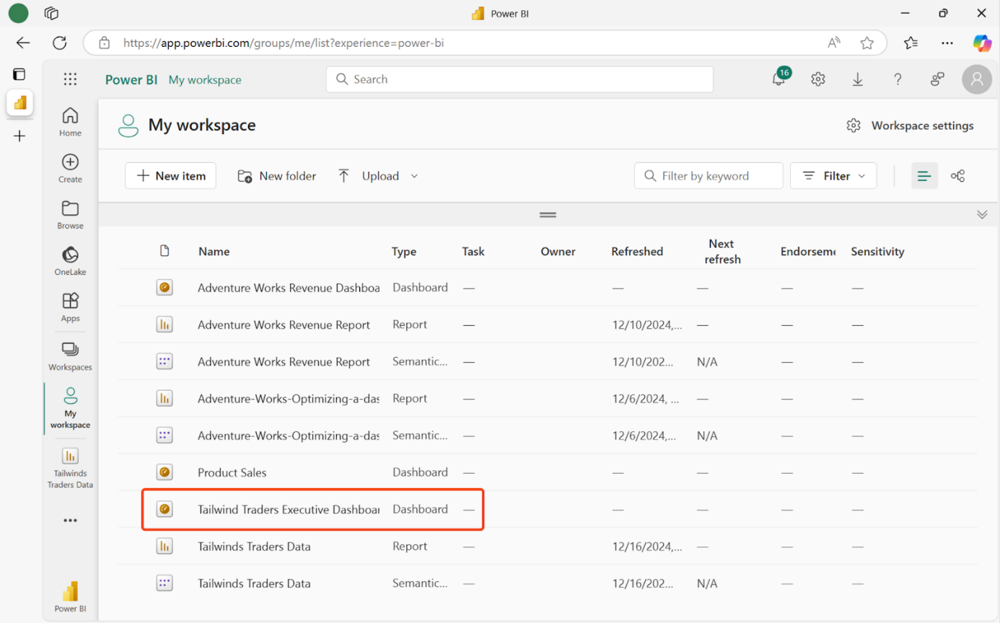 Power BI
https://app.powerbi.com/groups/me/list?experience=power-bi
Power BI My workspace
Search
16
Home
Create
Browse
OneLake
Apps
Workspaces
My
workspace
Tailwinds
Traders Data
Power BI
My workspace
Workspace settings
New item New folder Upload
Filter by keyword
Filter
Name Type Task Owner Refreshed Next refresh Endorseme Sensitivity
Adventure Works Revenue Dashboa Dashboard — — — — —
Adventure Works Revenue Report Report — 12/10/2024,... — — —
Adventure Works Revenue Report Semantic... — 12/10/202... N/A — —
Adventure-Works-Optimizing-a-das Report — 12/6/2024, ... — — —
Adventure-Works-Optimizing-a-das Semantic... — 12/6/2024,... N/A — —
Product Sales Dashboard — — — — —
Tailwind Traders Executive Dashboar Dashboard — — — — —
Tailwinds Traders Data Report — 12/16/2024,... — — —
Tailwinds Traders Data Semantic... — 12/16/202... N/A — —